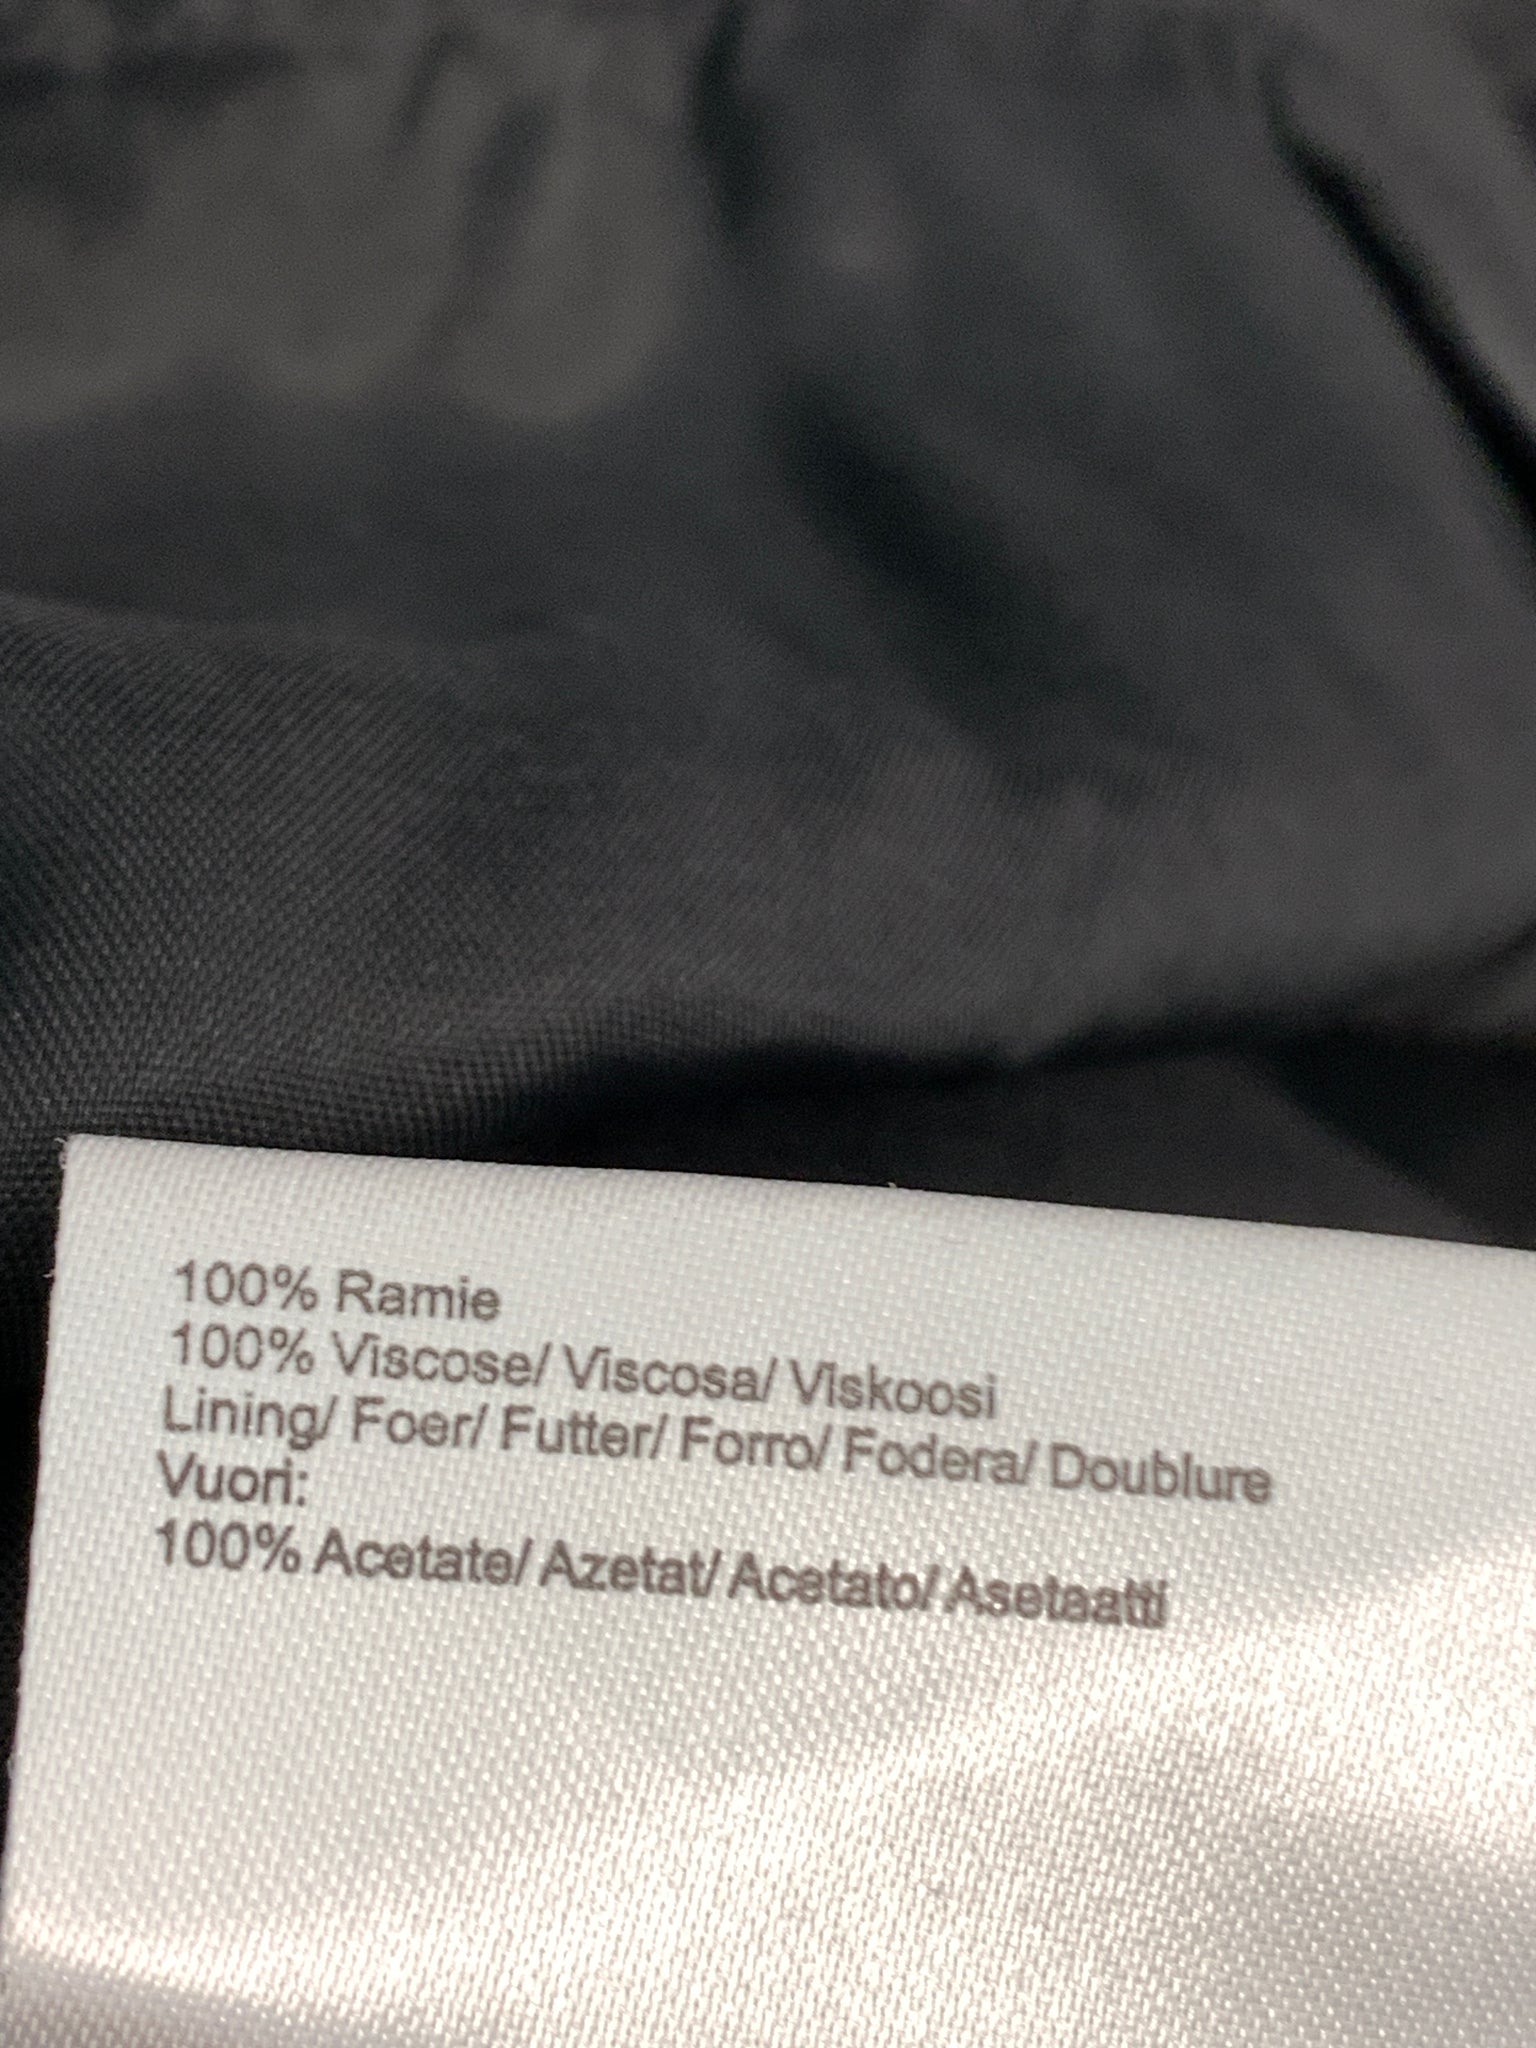 100% Ramie
100% Viscose/ Viscosa/ Viskoosi
Lining/ Foer/ Futter/ Forro/ Fodera/ Doublure
Vuori:
100% Acetate/ Azetat/ Acetato/ Asetaatti